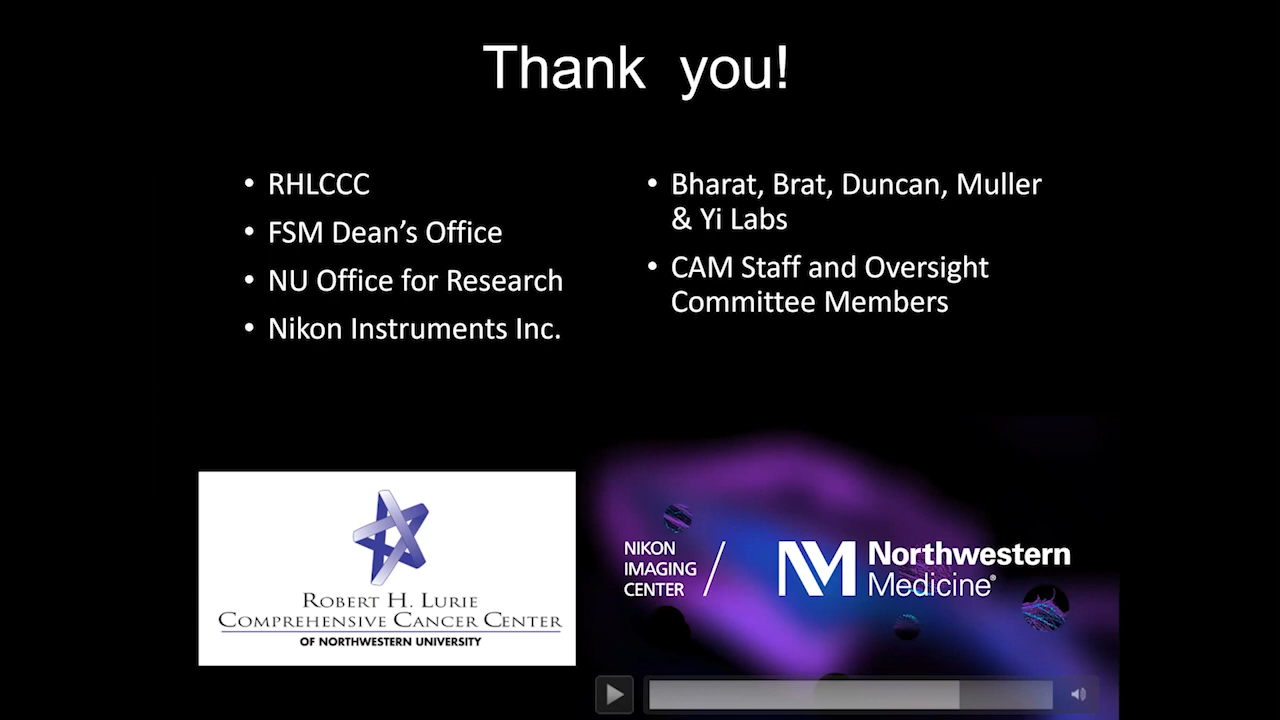 Thank you!
• RHLCCC
• FSM Dean’s Office
• NU Office for Research
• Nikon Instruments Inc.
• Bharat, Brat, Duncan, Muller
& Yi Labs
• CAM Staff and Oversight
Committee Members
ROBERT H. LURIE
COMPREHENSIVE CANCER CENTER
OF NORTHWESTERN UNIVERSITY
NIKON
IMAGING
CENTER
NM
Northwestern
Medicine®